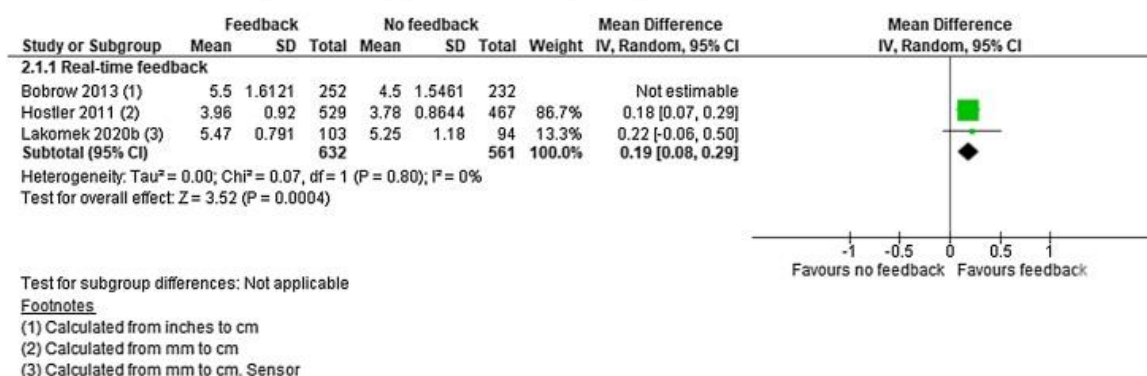 Feedback No feedback Mean Difference Mean Difference
Study or Subgroup Mean SD Total Mean SD Total Weight IV, Random, 95% CI IV, Random, 95% CI
2.1.1 Real-time feedback
Bobrow 2013 (1) 5.5 1.6121 252 4.5 1.5461 232 Not estimable
Hostler 2011 (2) 3.96 0.92 529 3.78 0.8644 467 86.7% 0.18 [0.07, 0.29]
Lakomek 2020b (3) 5.47 0.791 103 5.25 1.18 94 13.3% 0.22 [-0.06, 0.50]
Subtotal (95% CI) 632 561 100.0% 0.19 [0.08, 0.29]
Heterogeneity: Tau² = 0.00; Chi² = 0.07, df = 1 (P = 0.80); I² = 0%
Test for overall effect: Z = 3.52 (P = 0.0004)
-1 -0.5 0 0.5 1
Favours no feedback Favours feedback
Test for subgroup differences: Not applicable
Footnotes
(1) Calculated from inches to cm
(2) Calculated from mm to cm
(3) Calculated from mm to cm. Sensor